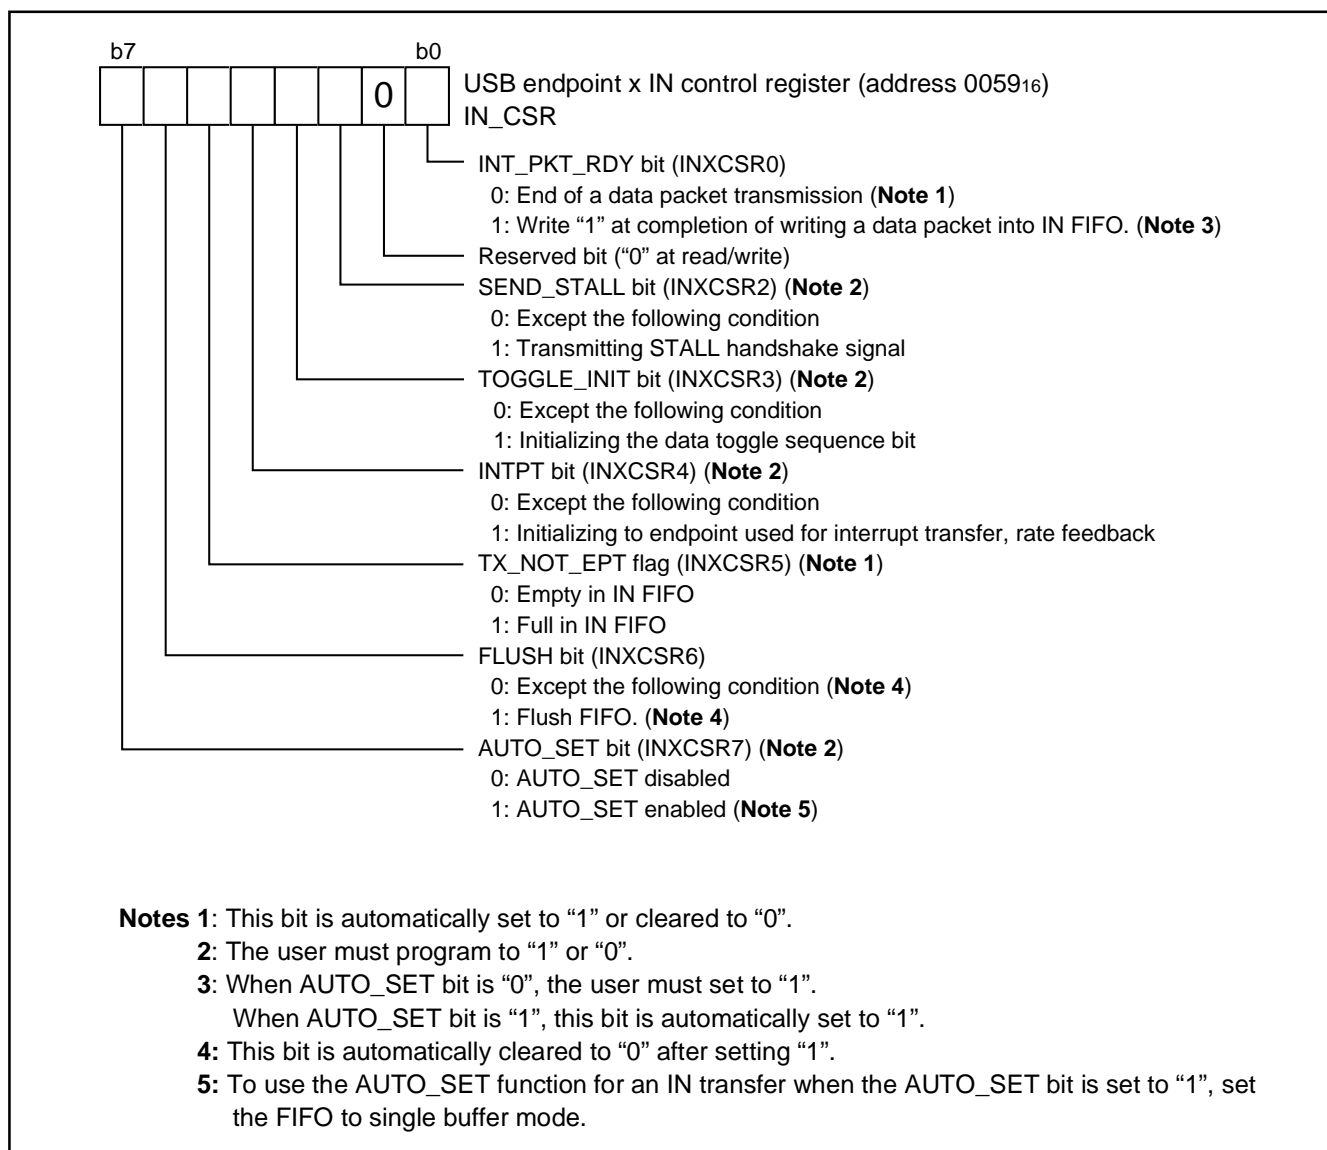 b7 b0
0
USB endpoint x IN control register (address 005916)
IN_CSR
INT_PKT_RDY bit (INXCSR0)
0: End of a data packet transmission (Note 1)
1: Write “1” at completion of writing a data packet into IN FIFO. (Note 3)
Reserved bit (“0” at read/write)
SEND_STALL bit (INXCSR2) (Note 2)
0: Except the following condition
1: Transmitting STALL handshake signal
TOGGLE_INIT bit (INXCSR3) (Note 2)
0: Except the following condition
1: Initializing the data toggle sequence bit
INTPT bit (INXCSR4) (Note 2)
0: Except the following condition
1: Initializing to endpoint used for interrupt transfer, rate feedback
TX_NOT_EPT flag (INXCSR5) (Note 1)
0: Empty in IN FIFO
1: Full in IN FIFO
FLUSH bit (INXCSR6)
0: Except the following condition (Note 4)
1: Flush FIFO. (Note 4)
AUTO_SET bit (INXCSR7) (Note 2)
0: AUTO_SET disabled
1: AUTO_SET enabled (Note 5)
Notes 1: This bit is automatically set to “1” or cleared to “0”.
2: The user must program to “1” or “0”.
3: When AUTO_SET bit is “0”, the user must set to “1”.
When AUTO_SET bit is “1”, this bit is automatically set to “1”.
4: This bit is automatically cleared to “0” after setting “1”.
5: To use the AUTO_SET function for an IN transfer when the AUTO_SET bit is set to “1”, set
the FIFO to single buffer mode.